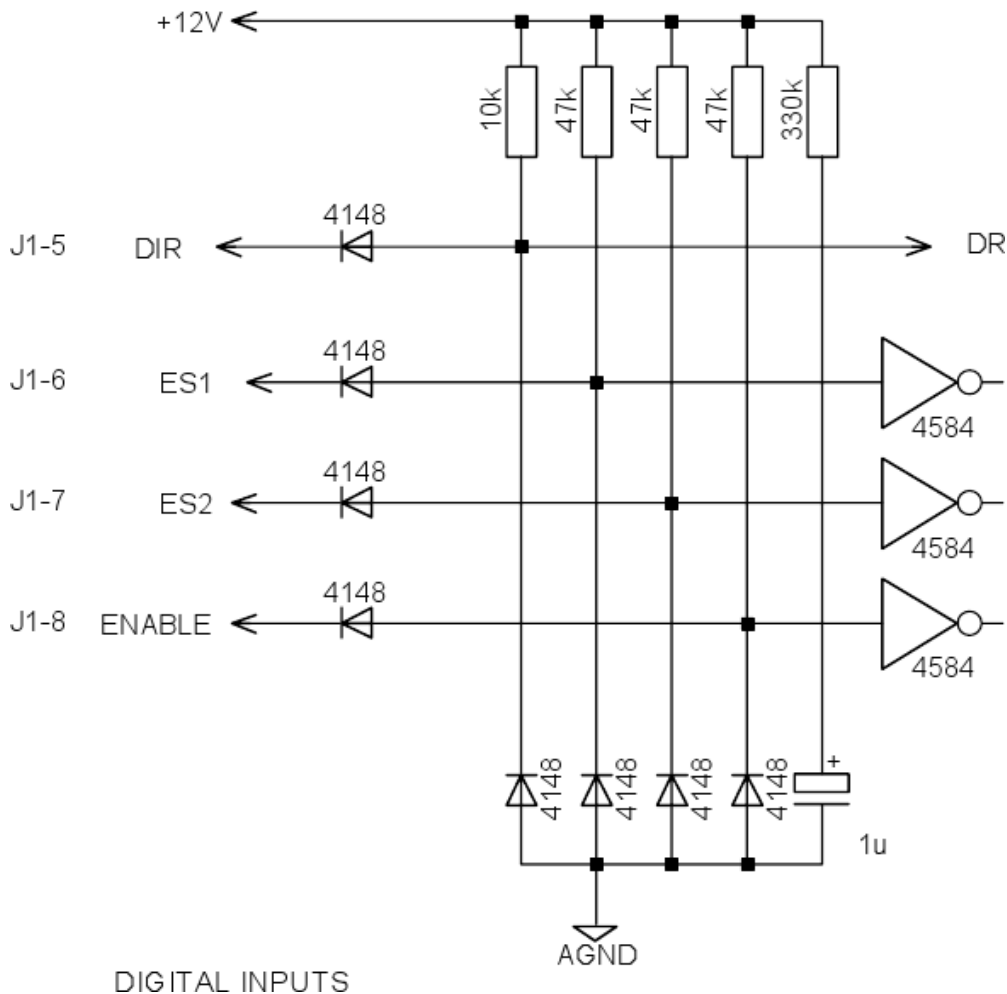 +12V
10k
47k
47k
47k
330k
J1-5 DIR 4148 DR
J1-6 ES1 4148 4584
J1-7 ES2 4148 4584
J1-8 ENABLE 4148 4584
4148
4148
4148
4148
+
1u
AGND
DIGITAL INPUTS